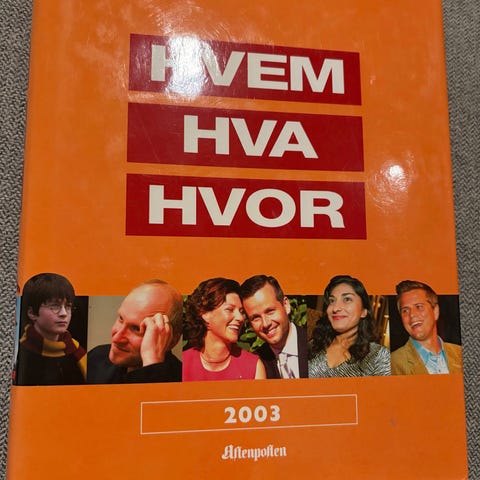 HVEM
HVA
HVOR
2003
Aftenposten